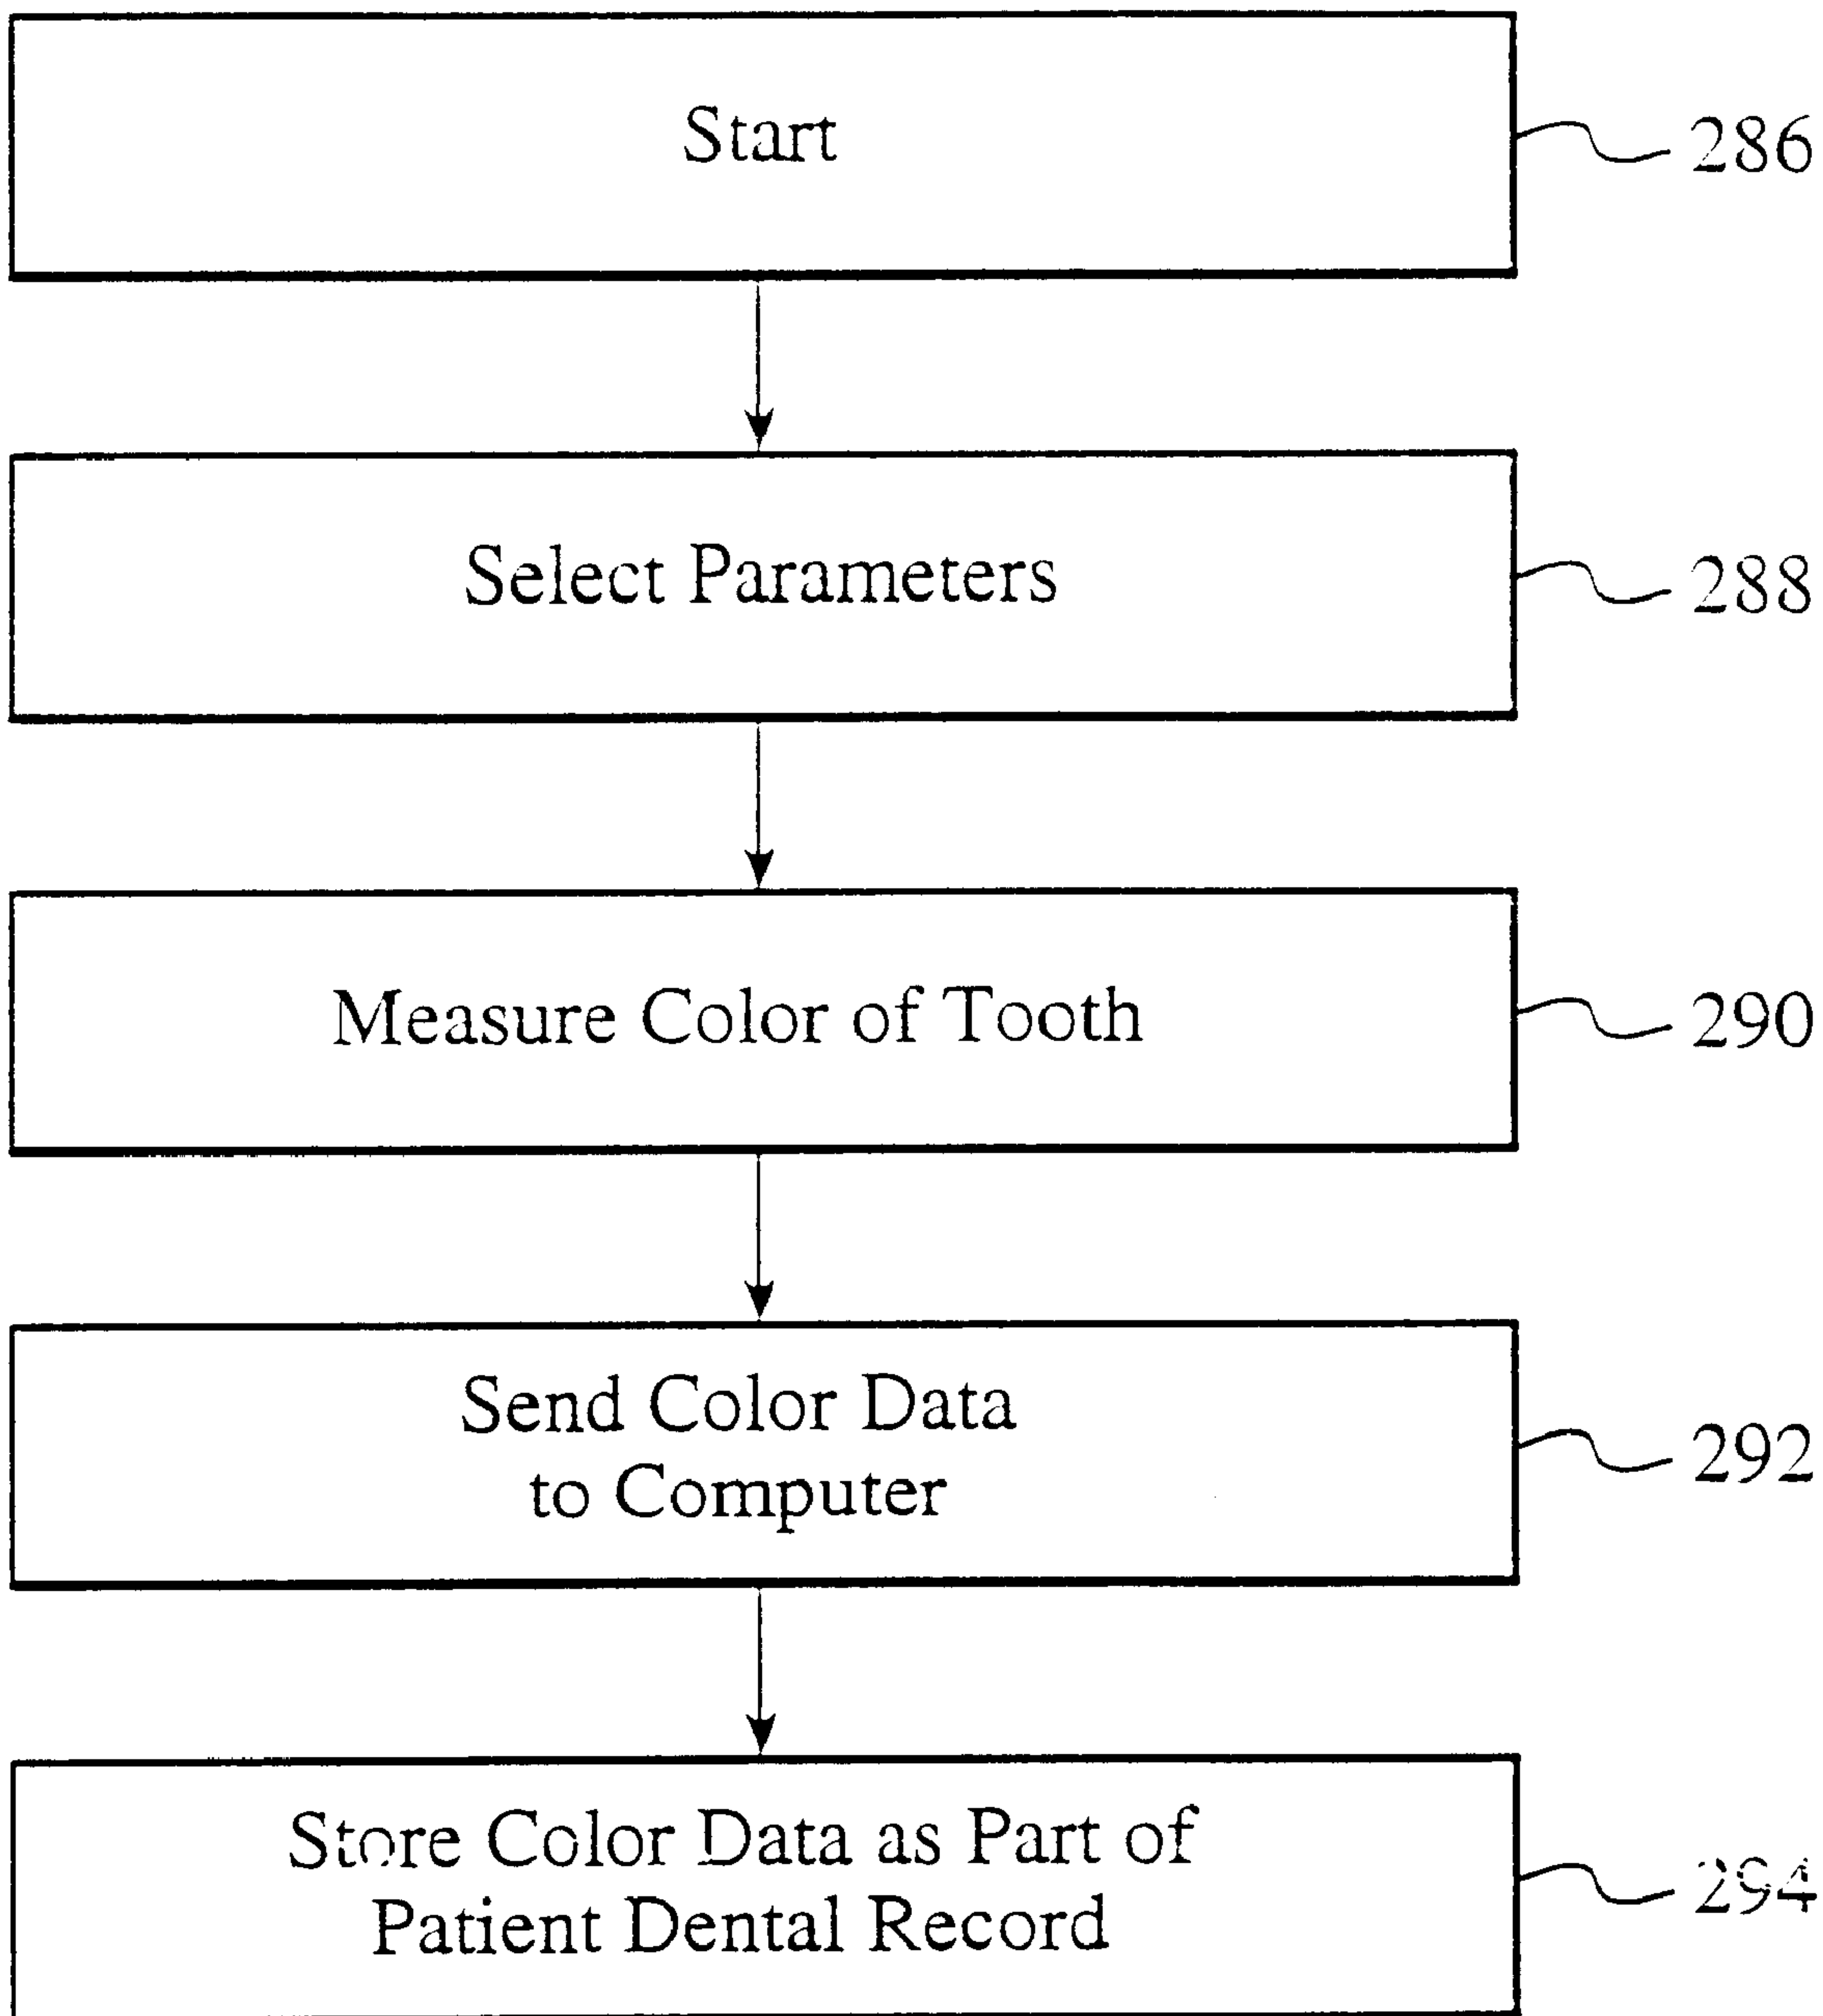 Start
286
Select Parameters
288
Measure Color of Tooth
290
Send Color Data
to Computer
292
Store Color Data as Part of
Patient Dental Record
294